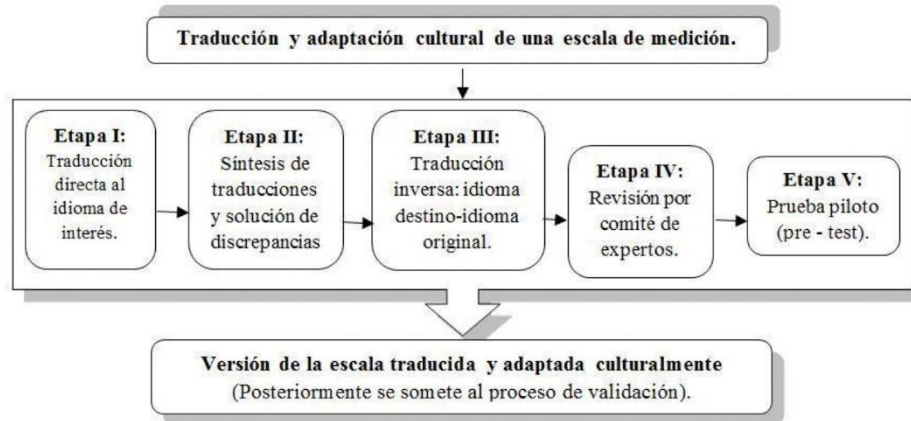 Traducción y adaptación cultural de una escala de medición.
Etapa I:
Traducción
directa al
idioma de
interés.
Etapa II:
Síntesis de
traducciones
y solución de
discrepancias
Etapa III:
Traducción
inversa: idioma
destino-idioma
original.
Etapa IV:
Revisión por
comité de
expertos.
Etapa V:
Prueba piloto
(pre - test).
Versión de la escala traducida y adaptada culturalmente
(Posteriormente se somete al proceso de validación).